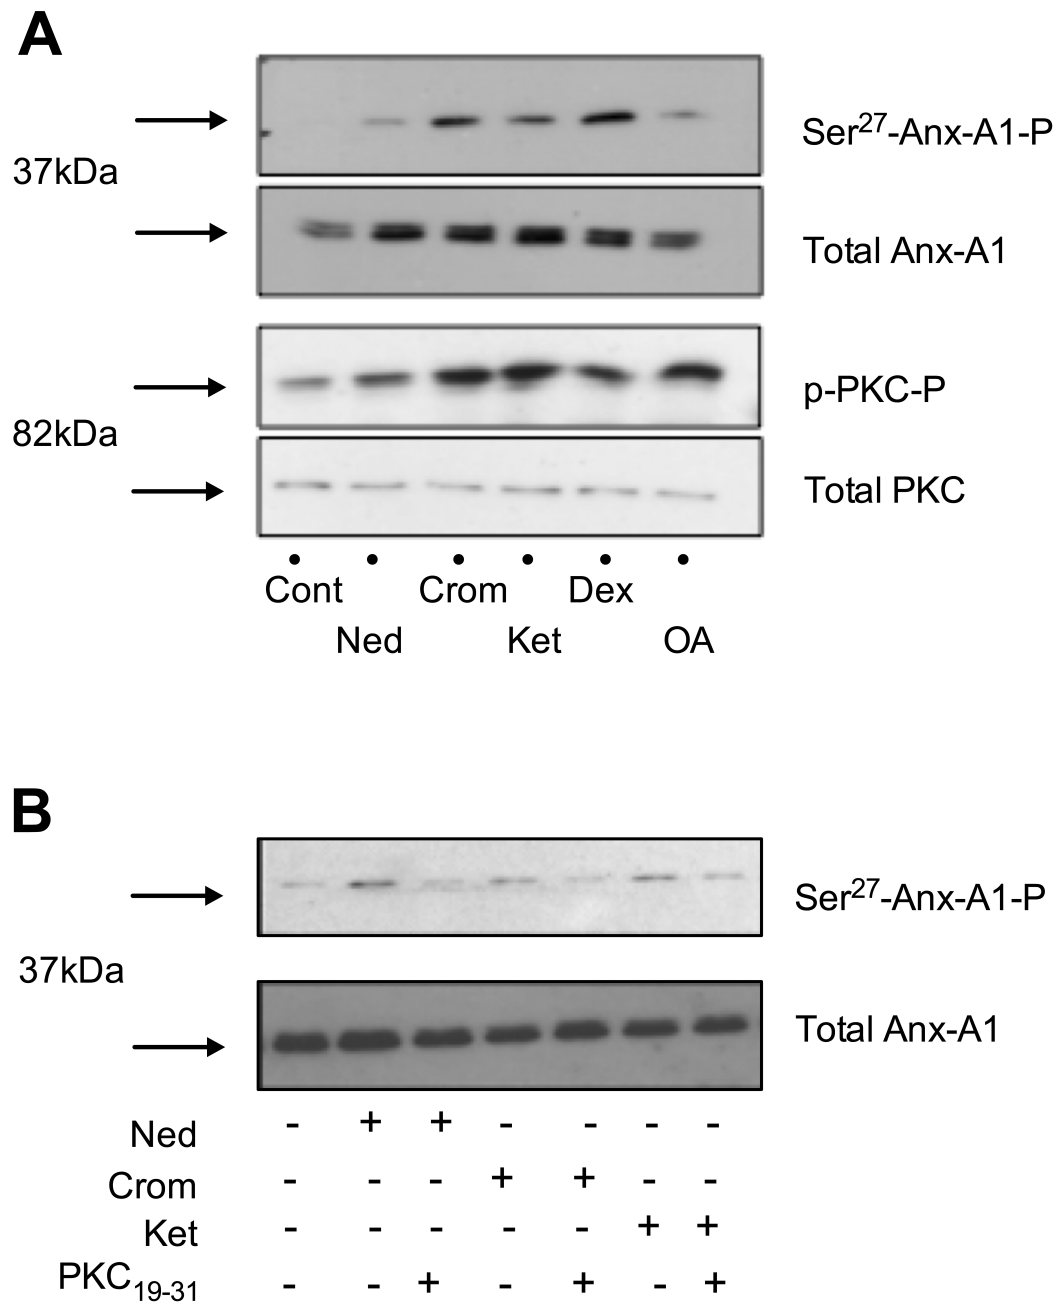 A
Ser27-Anx-A1-P
37kDa
Total Anx-A1
p-PKC-P
82kDa
Total PKC
• • • • • •
Cont Crom Dex
Ned Ket OA
B
Ser27-Anx-A1-P
37kDa
Total Anx-A1
Ned - + + - - - -
Crom - - - + + - -
Ket - - - - - + +
PKC19-31 - - + - + - +